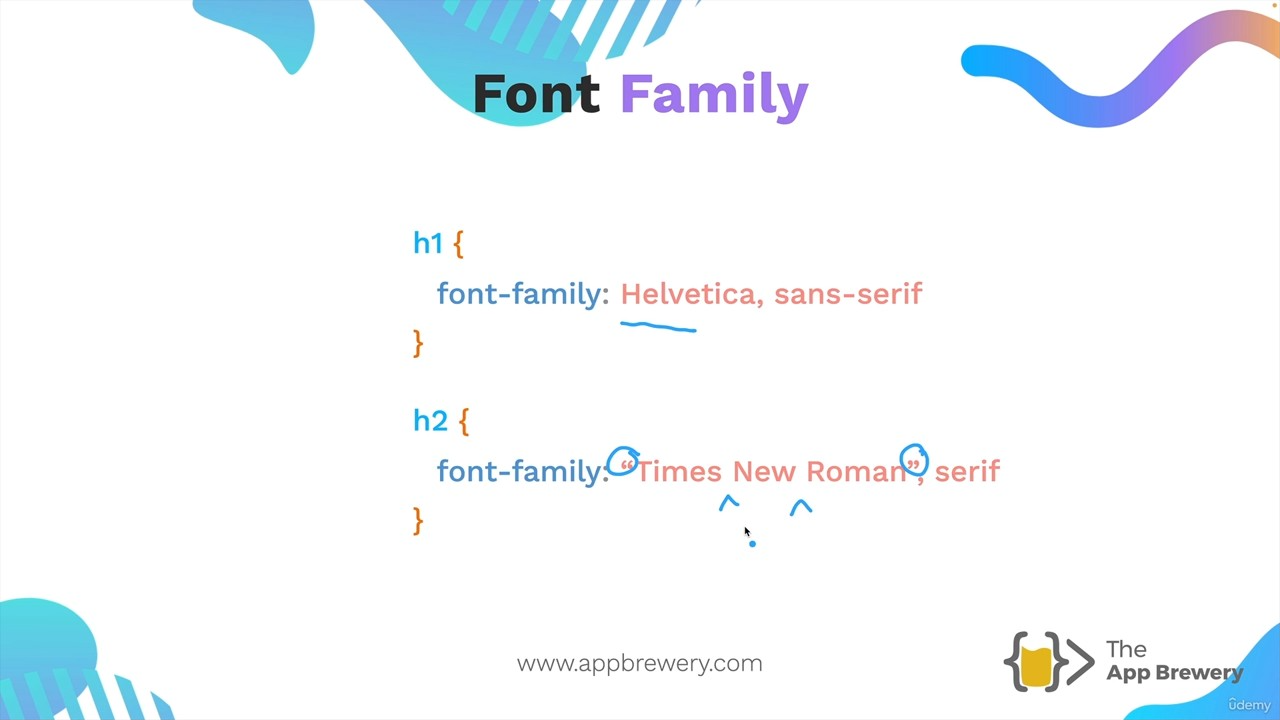 Font Family
h1 {
font-family: Helvetica, sans-serif
}
h2 {
font-family: “Times New Roman”, serif
}
www.appbrewery.com
The
App Brewery
ûdemy